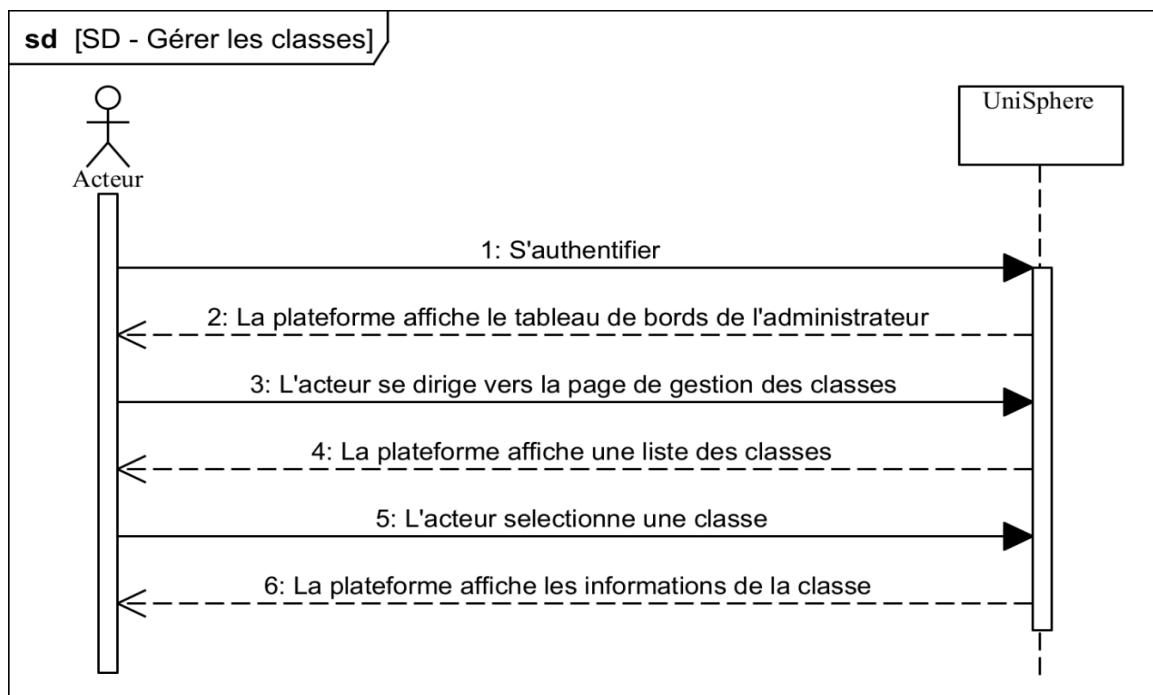 sd [SD - Gérer les classes]
UniSphere
Acteur
1: S'authentifier
2: La plateforme affiche le tableau de bords de l'administrateur
3: L'acteur se dirige vers la page de gestion des classes
4: La plateforme affiche une liste des classes
5: L'acteur selectionne une classe
6: La plateforme affiche les informations de la classe